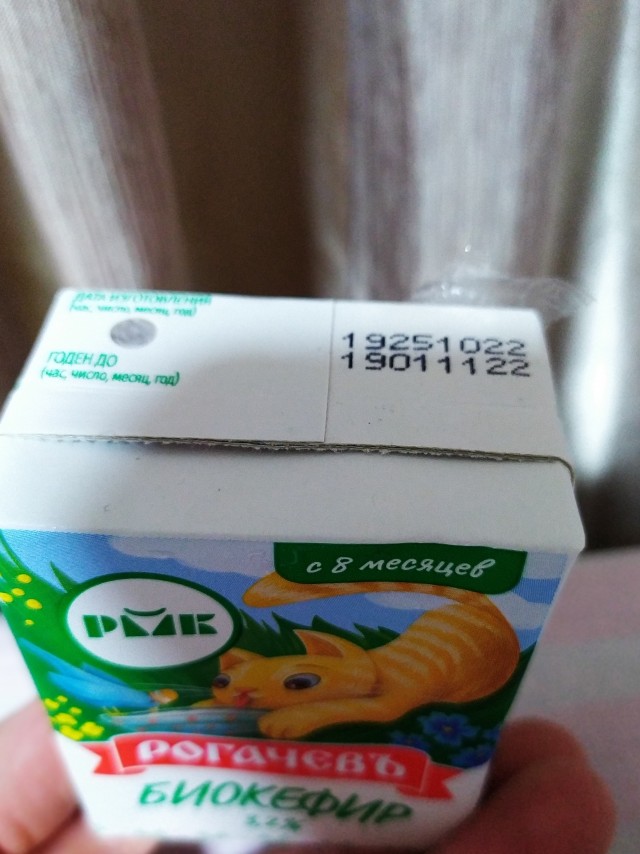 ДАТА ИЗГОТОВЛЕНИЯ
(час, число, месяц, год)
19251022
ГОДЕН ДО
19011122
(час, число, месяц, год)
с 8 месяцев
РМК
РОГАЧЕВЪ
БИОКЕФИР